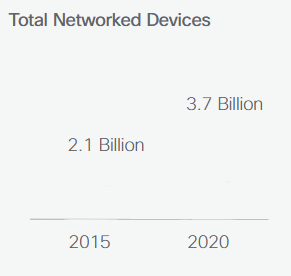 Total Networked Devices
3.7 Billion
2.1 Billion
2015 2020